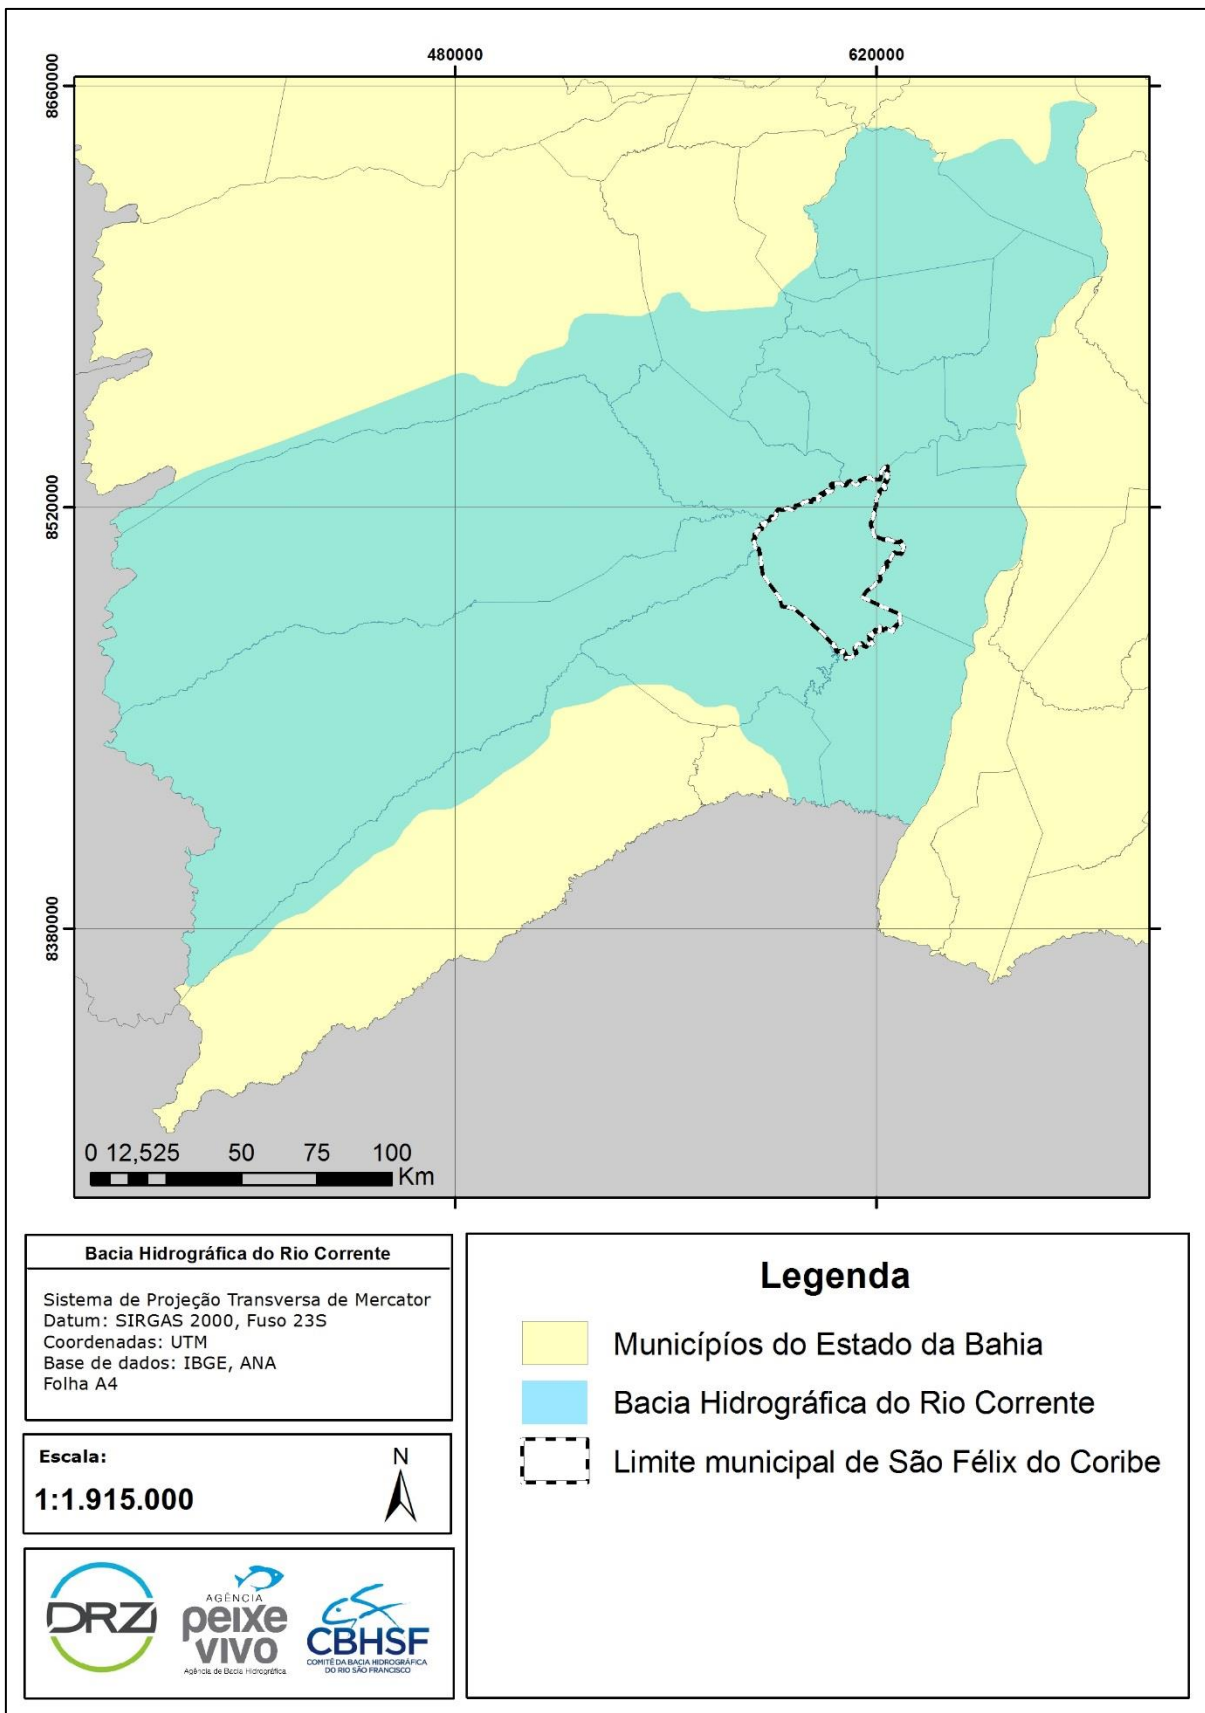 480000 620000
8660000
8520000
8380000
0 12,525 50 75 100
Km
Bacia Hidrográfica do Rio Corrente
Sistema de Projeção Transversa de Mercator
Datum: SIRGAS 2000, Fuso 23S
Coordenadas: UTM
Base de dados: IBGE, ANA
Folha A4
Escala:
1:1.915.000
N
DRZ
AGÊNCIA
peixe
vivo
Agência de Bacia Hidrográfica
CBHSF
COMITÊ DA BACIA HIDROGRÁFICA
DO RIO SÃO FRANCISCO
Legenda
Municípios do Estado da Bahia
Bacia Hidrográfica do Rio Corrente
Limite municipal de São Félix do Coribe